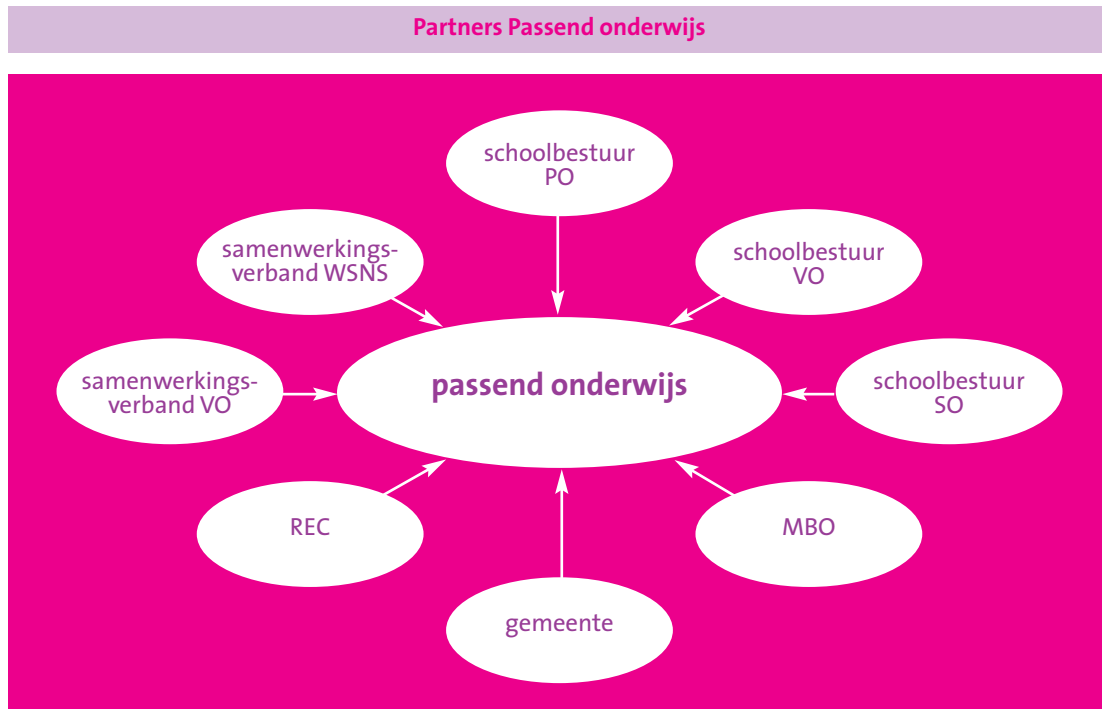 Partners Passend onderwijs
schoolbestuur
PO
samenwerkings-
verband WSNS
schoolbestuur
VO
samenwerkings-
verband VO
passend onderwijs
schoolbestuur
SO
REC
MBO
gemeente